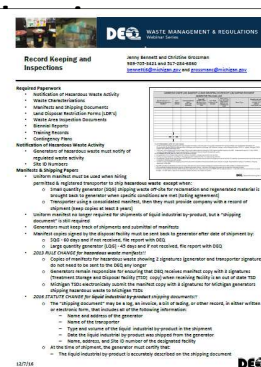 DEQ WASTE MANAGEMENT & REGULATIONS
Webinar Series
Record Keeping and
Inspections
Jenny Bennett and Christine Grossman
Required Paperwork
• Notification of Hazardous Waste Activity
• Waste Characterizations
• Manifests and Shipping Documents
• Land Disposal Restriction Forms (LDR's)
• Waste Area Inspection Documents
• Biennial Reports
• Training Records
• Contingency Plans
Notification of Hazardous Waste Activity
• Generators of hazardous waste must notify of
regulated waste activity
• Site ID Numbers
Manifests & Shipping Papers
• Uniform manifest must be used when hiring
permitted & registered transporter to ship hazardous waste except when:
o Small quantity generator (SQG) shipping waste off-site for reclamation and regenerated material is
brought back to generator when specific conditions are met (tolling agreement)
o Transporter using a consolidated manifest, then they must provide company with a record of
shipment (keep copies at least 3 years)
• Uniform manifest no longer required for shipments of liquid industrial by-product, but a "shipping
document" is still required
• Generators must keep track of shipments and submittal of manifests
• Manifest copies signed by the disposal facility must be sent back to generator after date of shipment by:
o SQG - 60 days and if not received, file report with DEQ
o Large quantity generator (LQG) - 45 days and if not received, file report with DEQ
• 2013 RULE CHANGE for hazardous waste manifests!!
o Copies of manifests for hazardous waste showing 2 signatures (generator and transporter signature)
do not need to be sent to the DEQ any longer
o Generators remain responsible for ensuring that DEQ receives manifest copy with 3 signatures
(Treatment Storage and Disposal Facility (TSD) copy) when receiving facility is an out of state TSD
o Michigan TSDs electronically submit the manifest copy with 3 signatures for Michigan generators
shipping hazardous waste to Michigan TSDs
• 2016 STATUTE CHANGE for liquid industrial by-product shipping documents!!
o The "shipping document" may be a log, an invoice, a bill of lading, or other record, in either written
or electronic form, that includes all of the following information:
– Name and address of the generator
– Name of the transporter
– Type and volume of the liquid industrial by-product in the shipment
– Date the liquid industrial by-product was shipped from the generator
– Name, address, and Site ID number of the designated facility
o At the time of shipment, the generator must certify that:
– The liquid industrial by-product is accurately described on the shipping document
12/7/16
DEQ